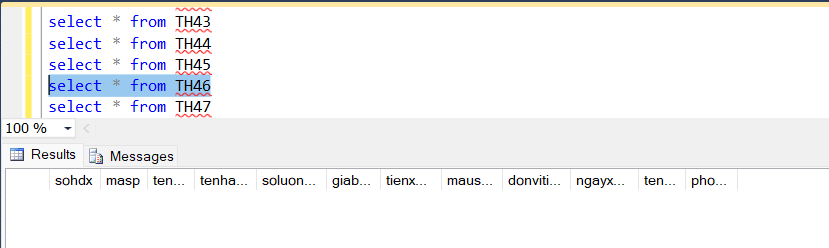 select * from TH43
select * from TH44
select * from TH45
select * from TH46
select * from TH47
100 %
Results Messages
sohdx masp ten... tenha... soluon... giab... tienx... maus... donviti... ngayx... ten... pho...